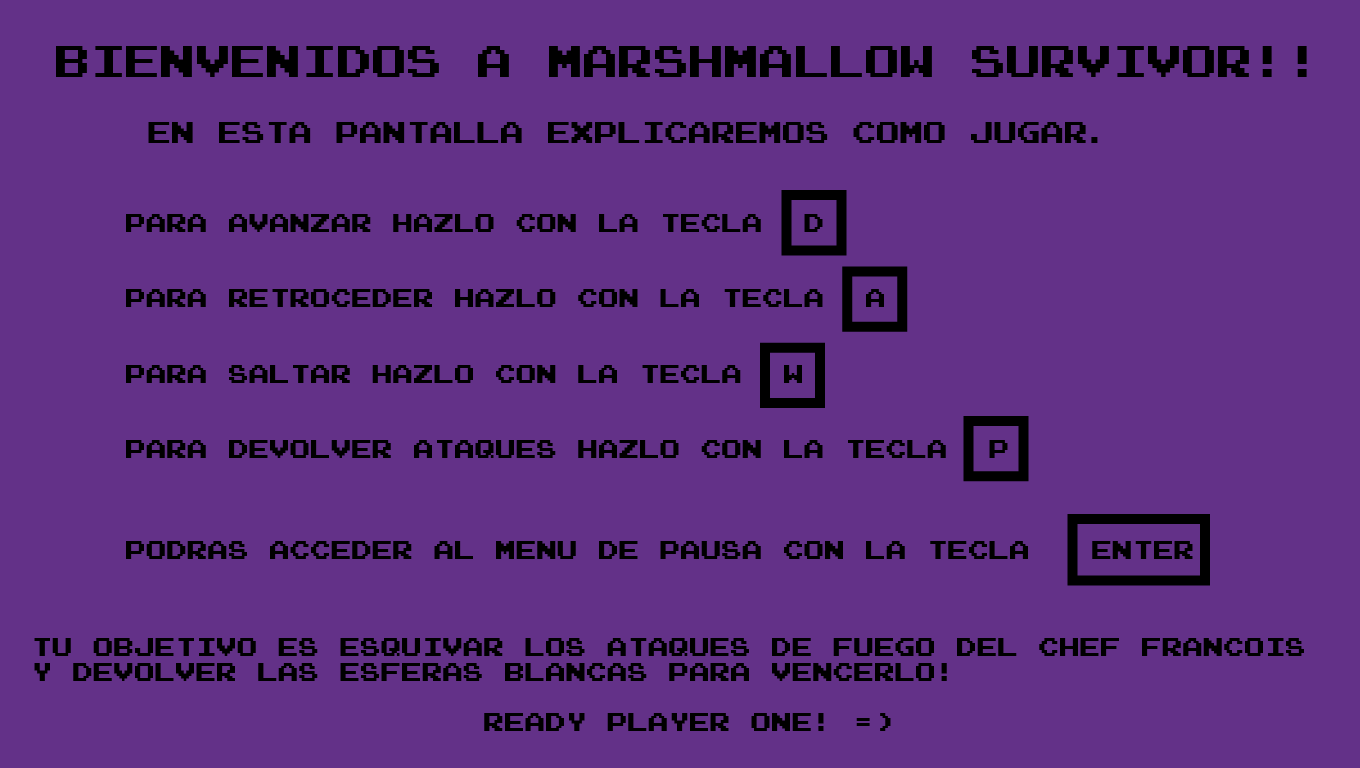 BIENVENIDOS A MARSHMALLOW SURVIVOR!!
EN ESTA PANTALLA EXPLICAREMOS COMO JUGAR.
PARA AVANZAR HAZLO CON LA TECLA D
PARA RETROCEDER HAZLO CON LA TECLA A
PARA SALTAR HAZLO CON LA TECLA W
PARA DEVOLVER ATAQUES HAZLO CON LA TECLA P
PODRAS ACCEDER AL MENU DE PAUSA CON LA TECLA ENTER
TU OBJETIVO ES ESQUIVAR LOS ATAQUES DE FUEGO DEL CHEF FRANCOIS
Y DEVOLVER LAS ESFERAS BLANCAS PARA VENCERLO!
READY PLAYER ONE! =)